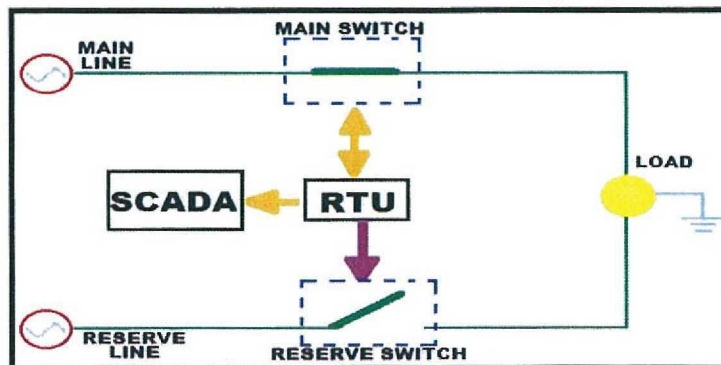 MAIN SWITCH
MAIN
LINE
LOAD
SCADA
RTU
RESERVE
LINE
RESERVE SWITCH